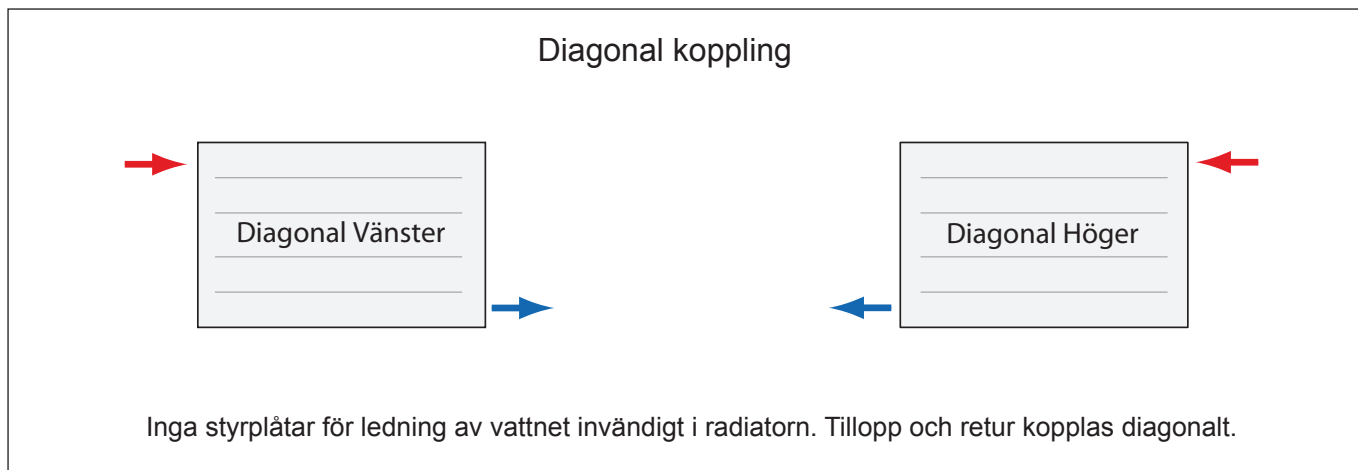 Diagonal koppling
Diagonal Vänster
Diagonal Höger
Inga styrplåtar för ledning av vattnet invändigt i radiatorn. Tillopp och retur kopplas diagonalt.